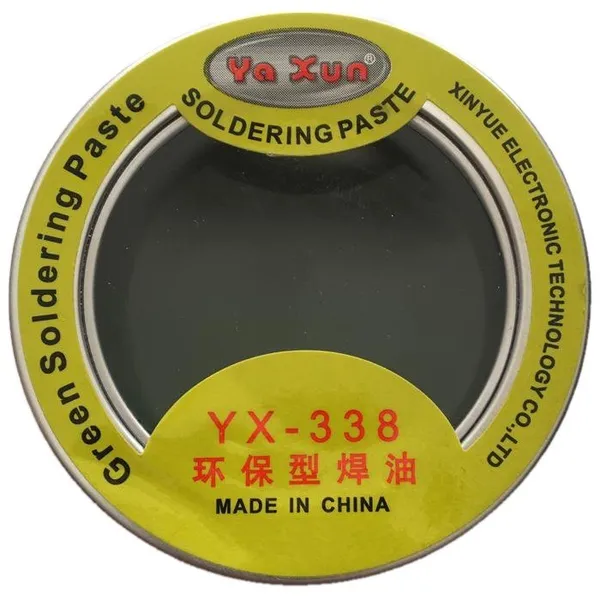 Ya Xun®
SOLDERING PASTE
Green Soldering Paste
XINYUE ELECTRONIC TECHNOLOGY CO.,LTD
YX-338
环保型焊油
MADE IN CHINA